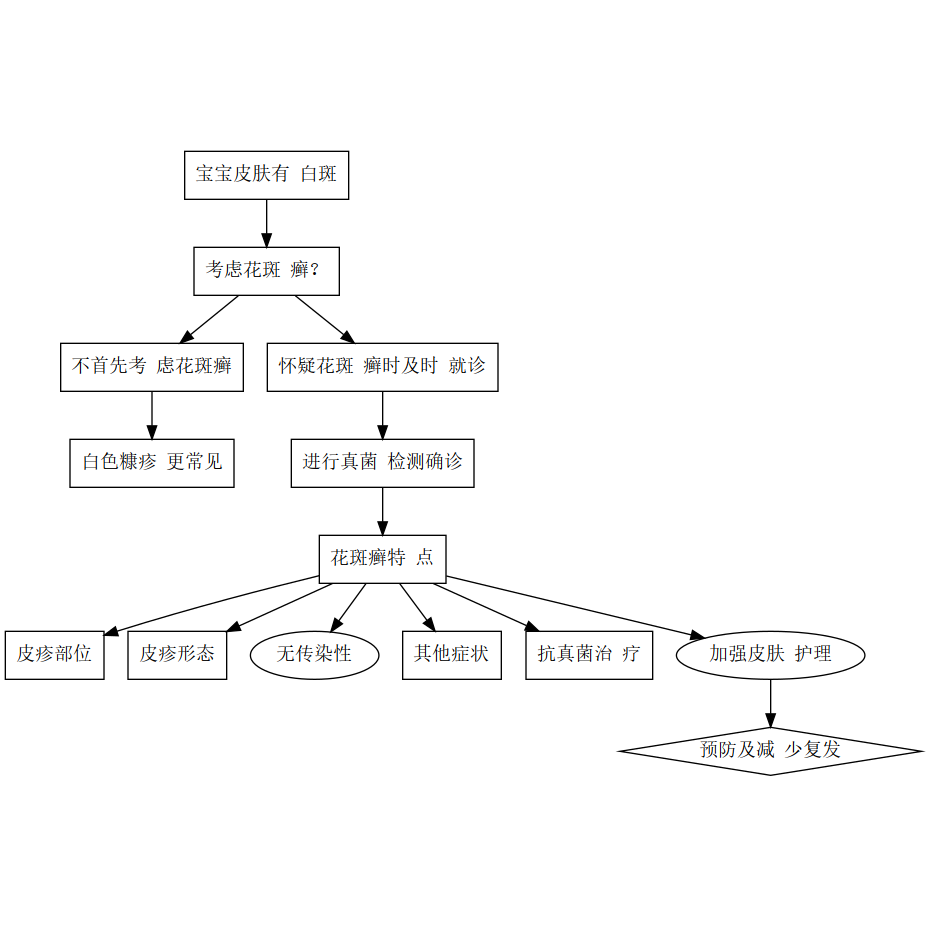 宝宝皮肤有 白斑
考虑花斑 癣？
不首先考 虑花斑癣
怀疑花斑 癣时及时 就诊
白色糠疹 更常见
进行真菌 检测确诊
花斑癣特 点
皮疹部位
皮疹形态
无传染性
其他症状
抗真菌治 疗
加强皮肤 护理
预防及减 少复发